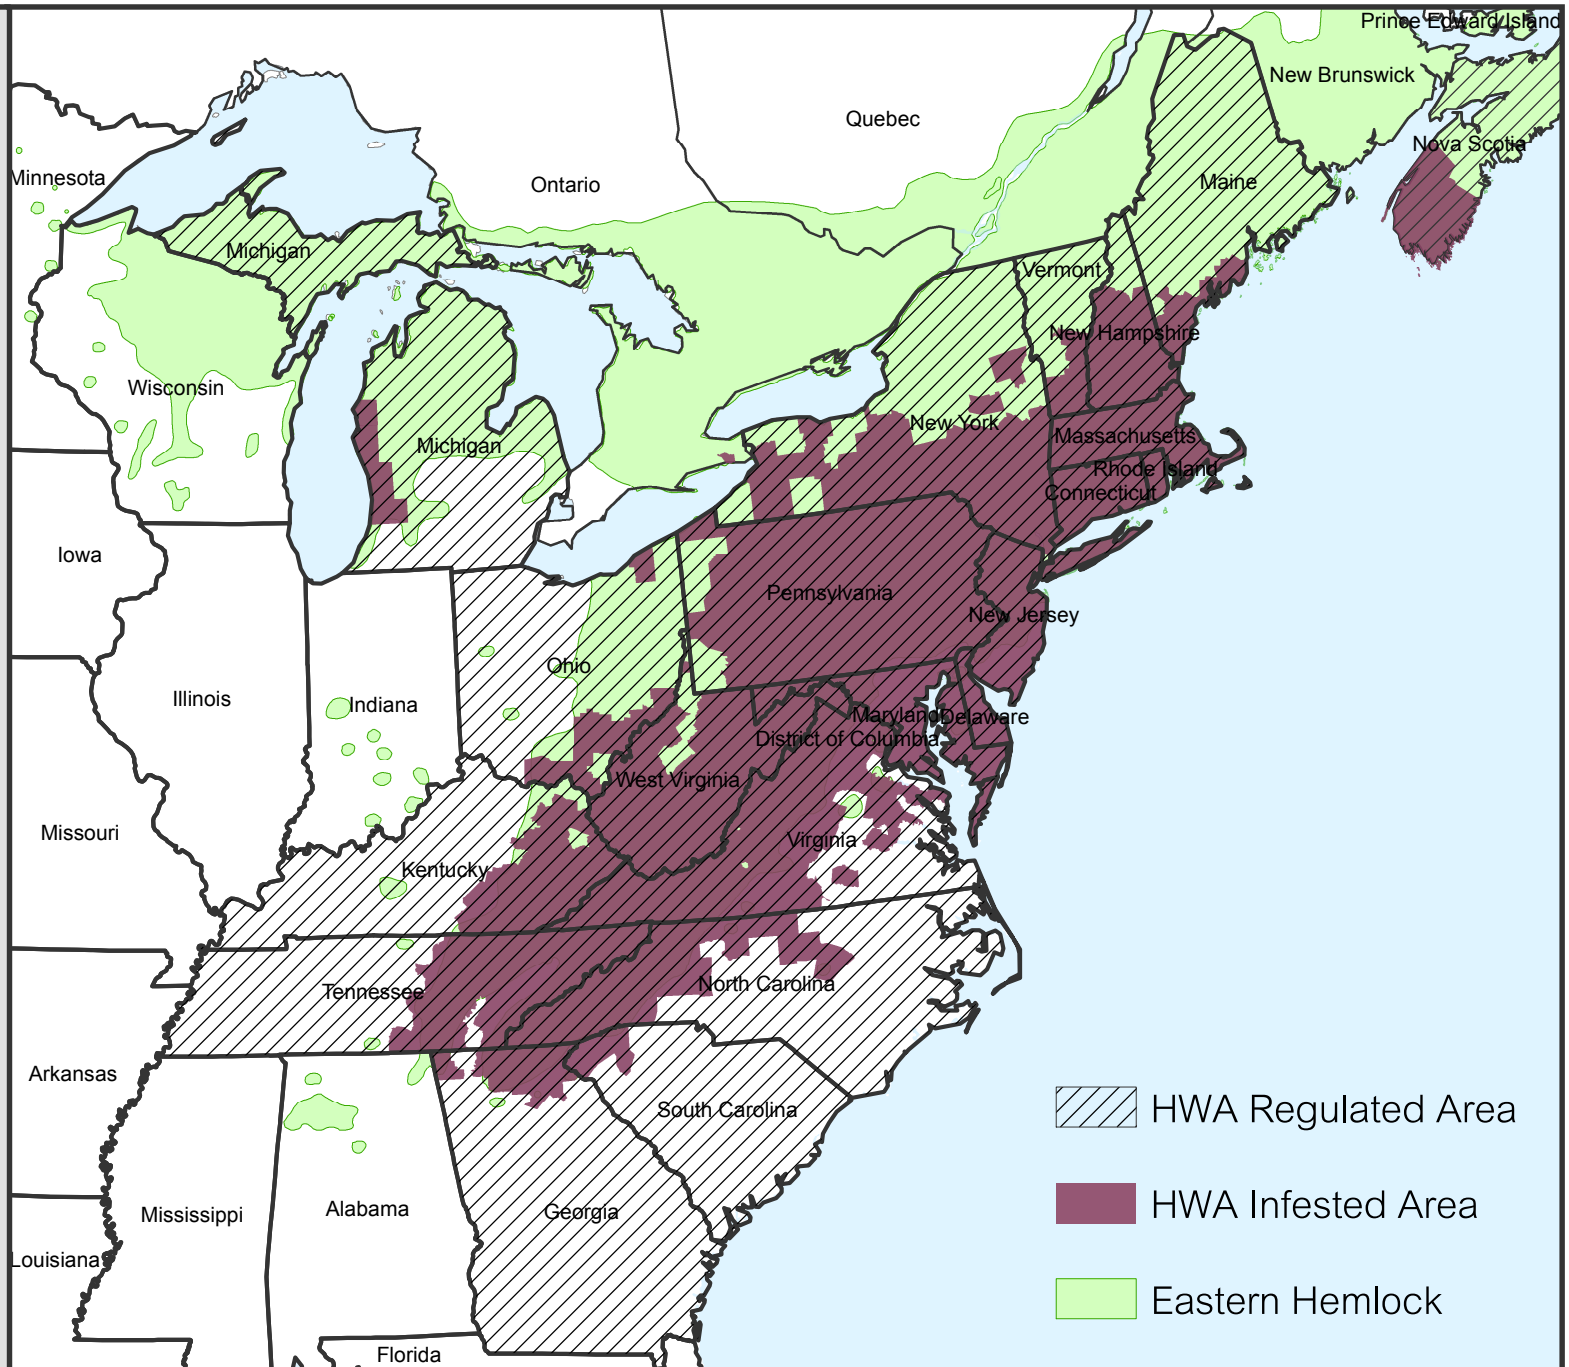 Prince Edward Island
New Brunswick
Quebec
Nova Scotia
Minnesota
Ontario
Maine
Michigan
Vermont
New Hampshire
Wisconsin
New York
Michigan
Massachusetts
Rhode Island
Connecticut
Iowa
Pennsylvania
New Jersey
Ohio
Illinois
Indiana
Maryland
Delaware
District of Columbia
West Virginia
Missouri
Virginia
Kentucky
Tennessee
North Carolina
Arkansas
South Carolina
HWA Regulated Area
Mississippi
Alabama
Georgia
HWA Infested Area
Louisiana
Eastern Hemlock
Florida